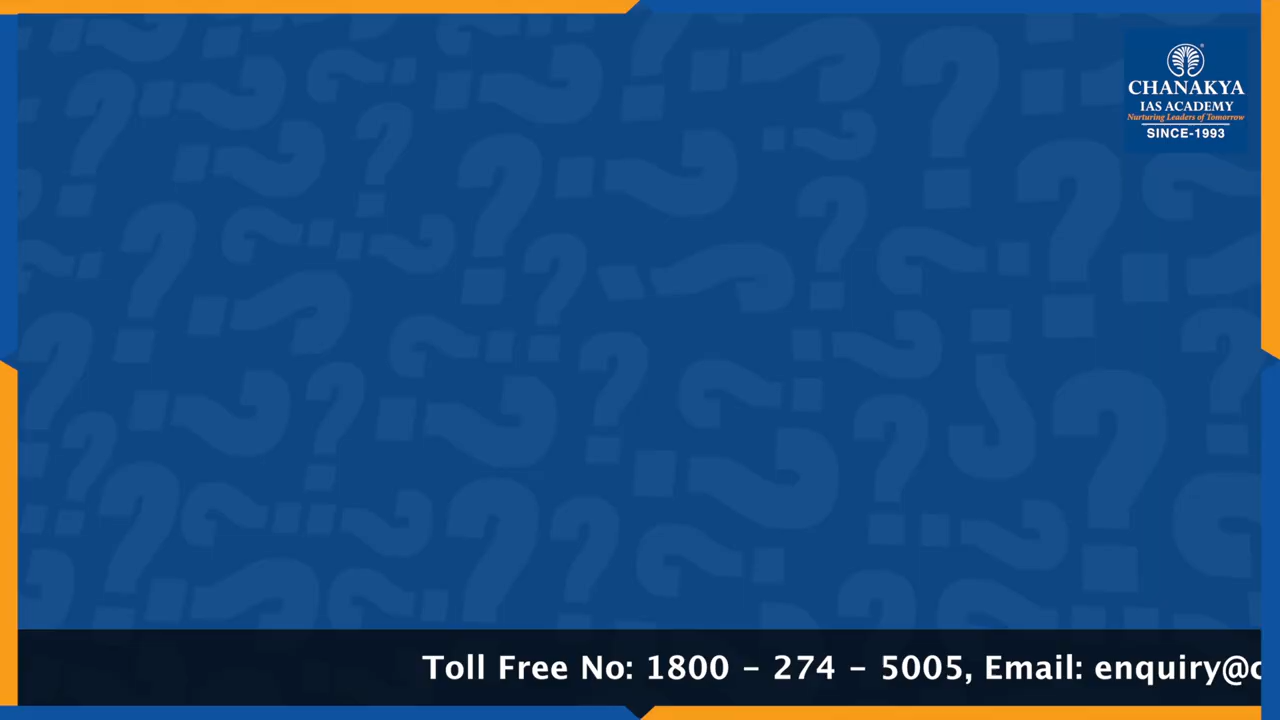 CHANAKYA
IAS ACADEMY
Nurturing Leaders of Tomorrow
SINCE-1993
Toll Free No: 1800 - 274 - 5005, Email: enquiry@